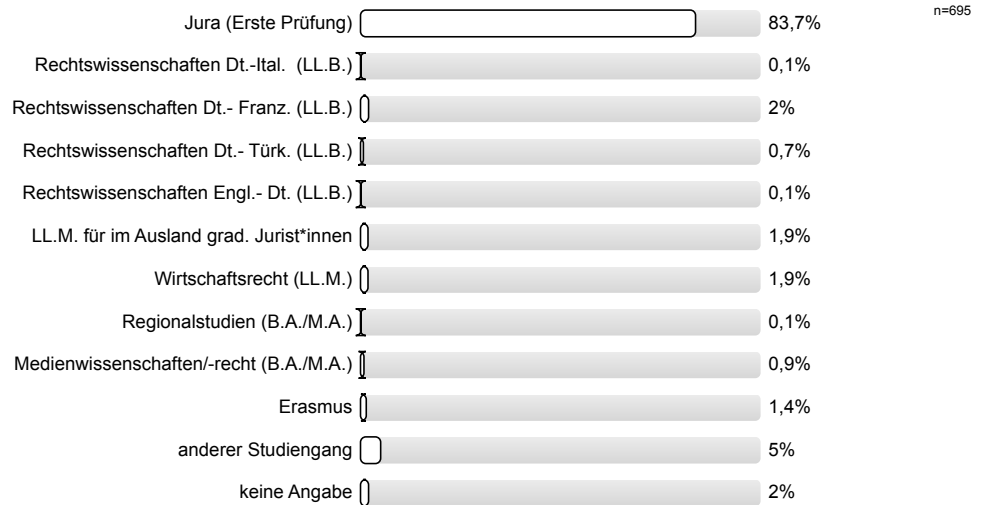 n=695
Jura (Erste Prüfung) 83,7%
Rechtswissenschaften Dt.-Ital. (LL.B.) 0,1%
Rechtswissenschaften Dt.- Franz. (LL.B.) 2%
Rechtswissenschaften Dt.- Türk. (LL.B.) 0,7%
Rechtswissenschaften Engl.- Dt. (LL.B.) 0,1%
LL.M. für im Ausland grad. Jurist*innen 1,9%
Wirtschaftsrecht (LL.M.) 1,9%
Regionalstudien (B.A./M.A.) 0,1%
Medienwissenschaften/-recht (B.A./M.A.) 0,9%
Erasmus 1,4%
anderer Studiengang 5%
keine Angabe 2%